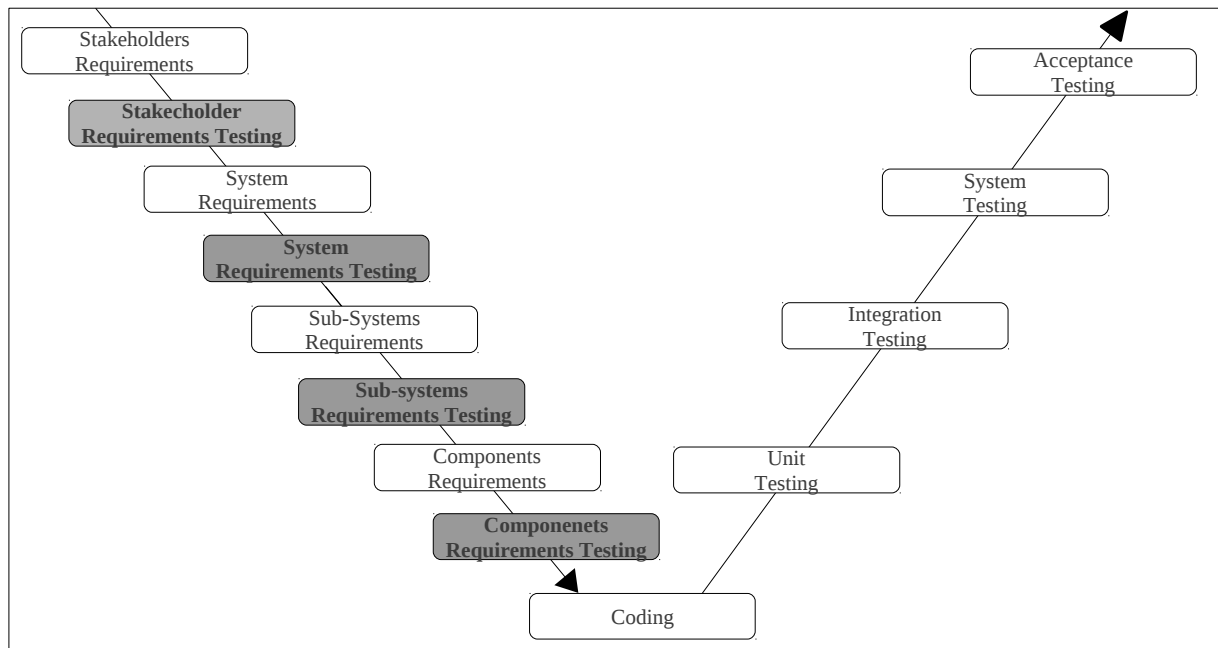 Stakeholders
Requirements
Stakecholder
Requirements Testing
System
Requirements
System
Requirements Testing
Sub-Systems
Requirements
Sub-systems
Requirements Testing
Components
Requirements
Componenets
Requirements Testing
Coding
Unit
Testing
Integration
Testing
System
Testing
Acceptance
Testing